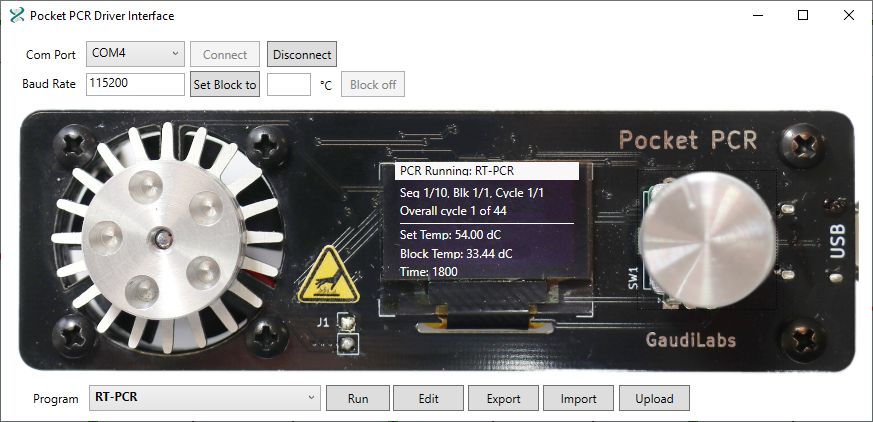 Pocket PCR Driver Interface
Com Port COM4 Connect Disconnect
Baud Rate 115200 Set Block to °C Block off
Pocket PCR
PCR Running: RT-PCR
Seq 1/10, Blk 1/1, Cycle 1/1
Overall cycle 1 of 44
Set Temp: 54.00 dC
Block Temp: 33.44 dC
Time: 1800
USB
SW1
J1
GaudiLabs
Program RT-PCR Run Edit Export Import Upload